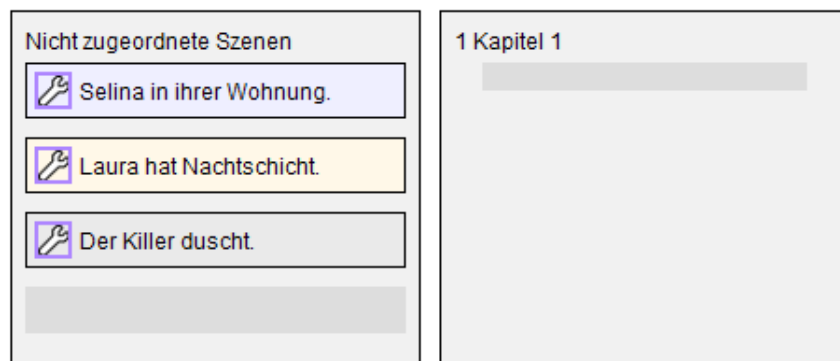 Nicht zugeordnete Szenen
Selina in ihrer Wohnung.
Laura hat Nachtschicht.
Der Killer duscht.
1 Kapitel 1